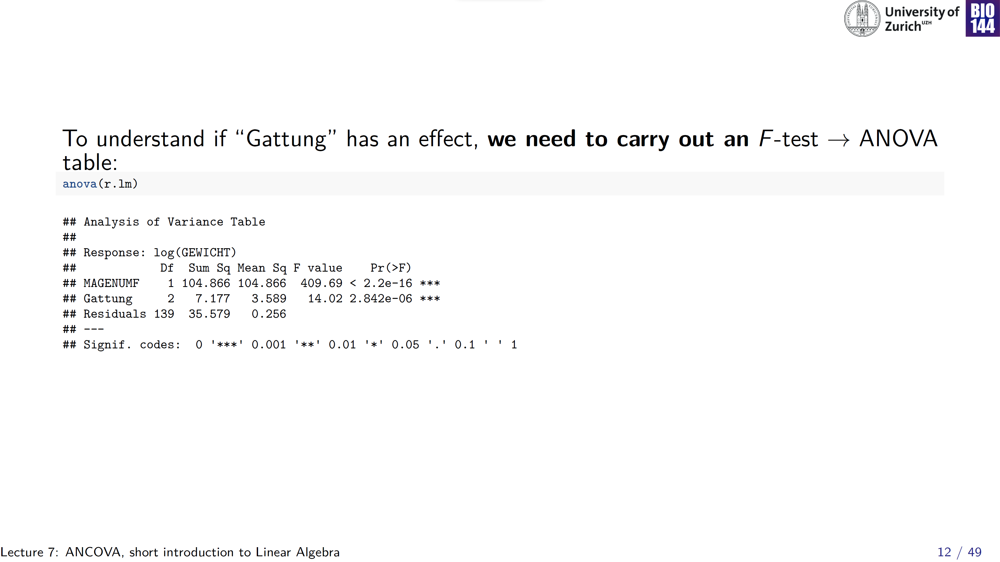 University of
Zurich UZH
BIO
144
To understand if “Gattung” has an effect, we need to carry out an F-test → ANOVA
table:
anova(r.lm)
## Analysis of Variance Table
##
## Response: log(GEWICHT)
##            Df  Sum Sq Mean Sq F value    Pr(>F)
## MAGENUMF    1 104.866 104.866  409.69 < 2.2e-16 ***
## Gattung     2   7.177   3.589   14.02 2.842e-06 ***
## Residuals 139  35.579   0.256
## ---
## Signif. codes:  0 '***' 0.001 '**' 0.01 '*' 0.05 '.' 0.1 ' ' 1
Lecture 7: ANCOVA, short introduction to Linear Algebra
12 / 49